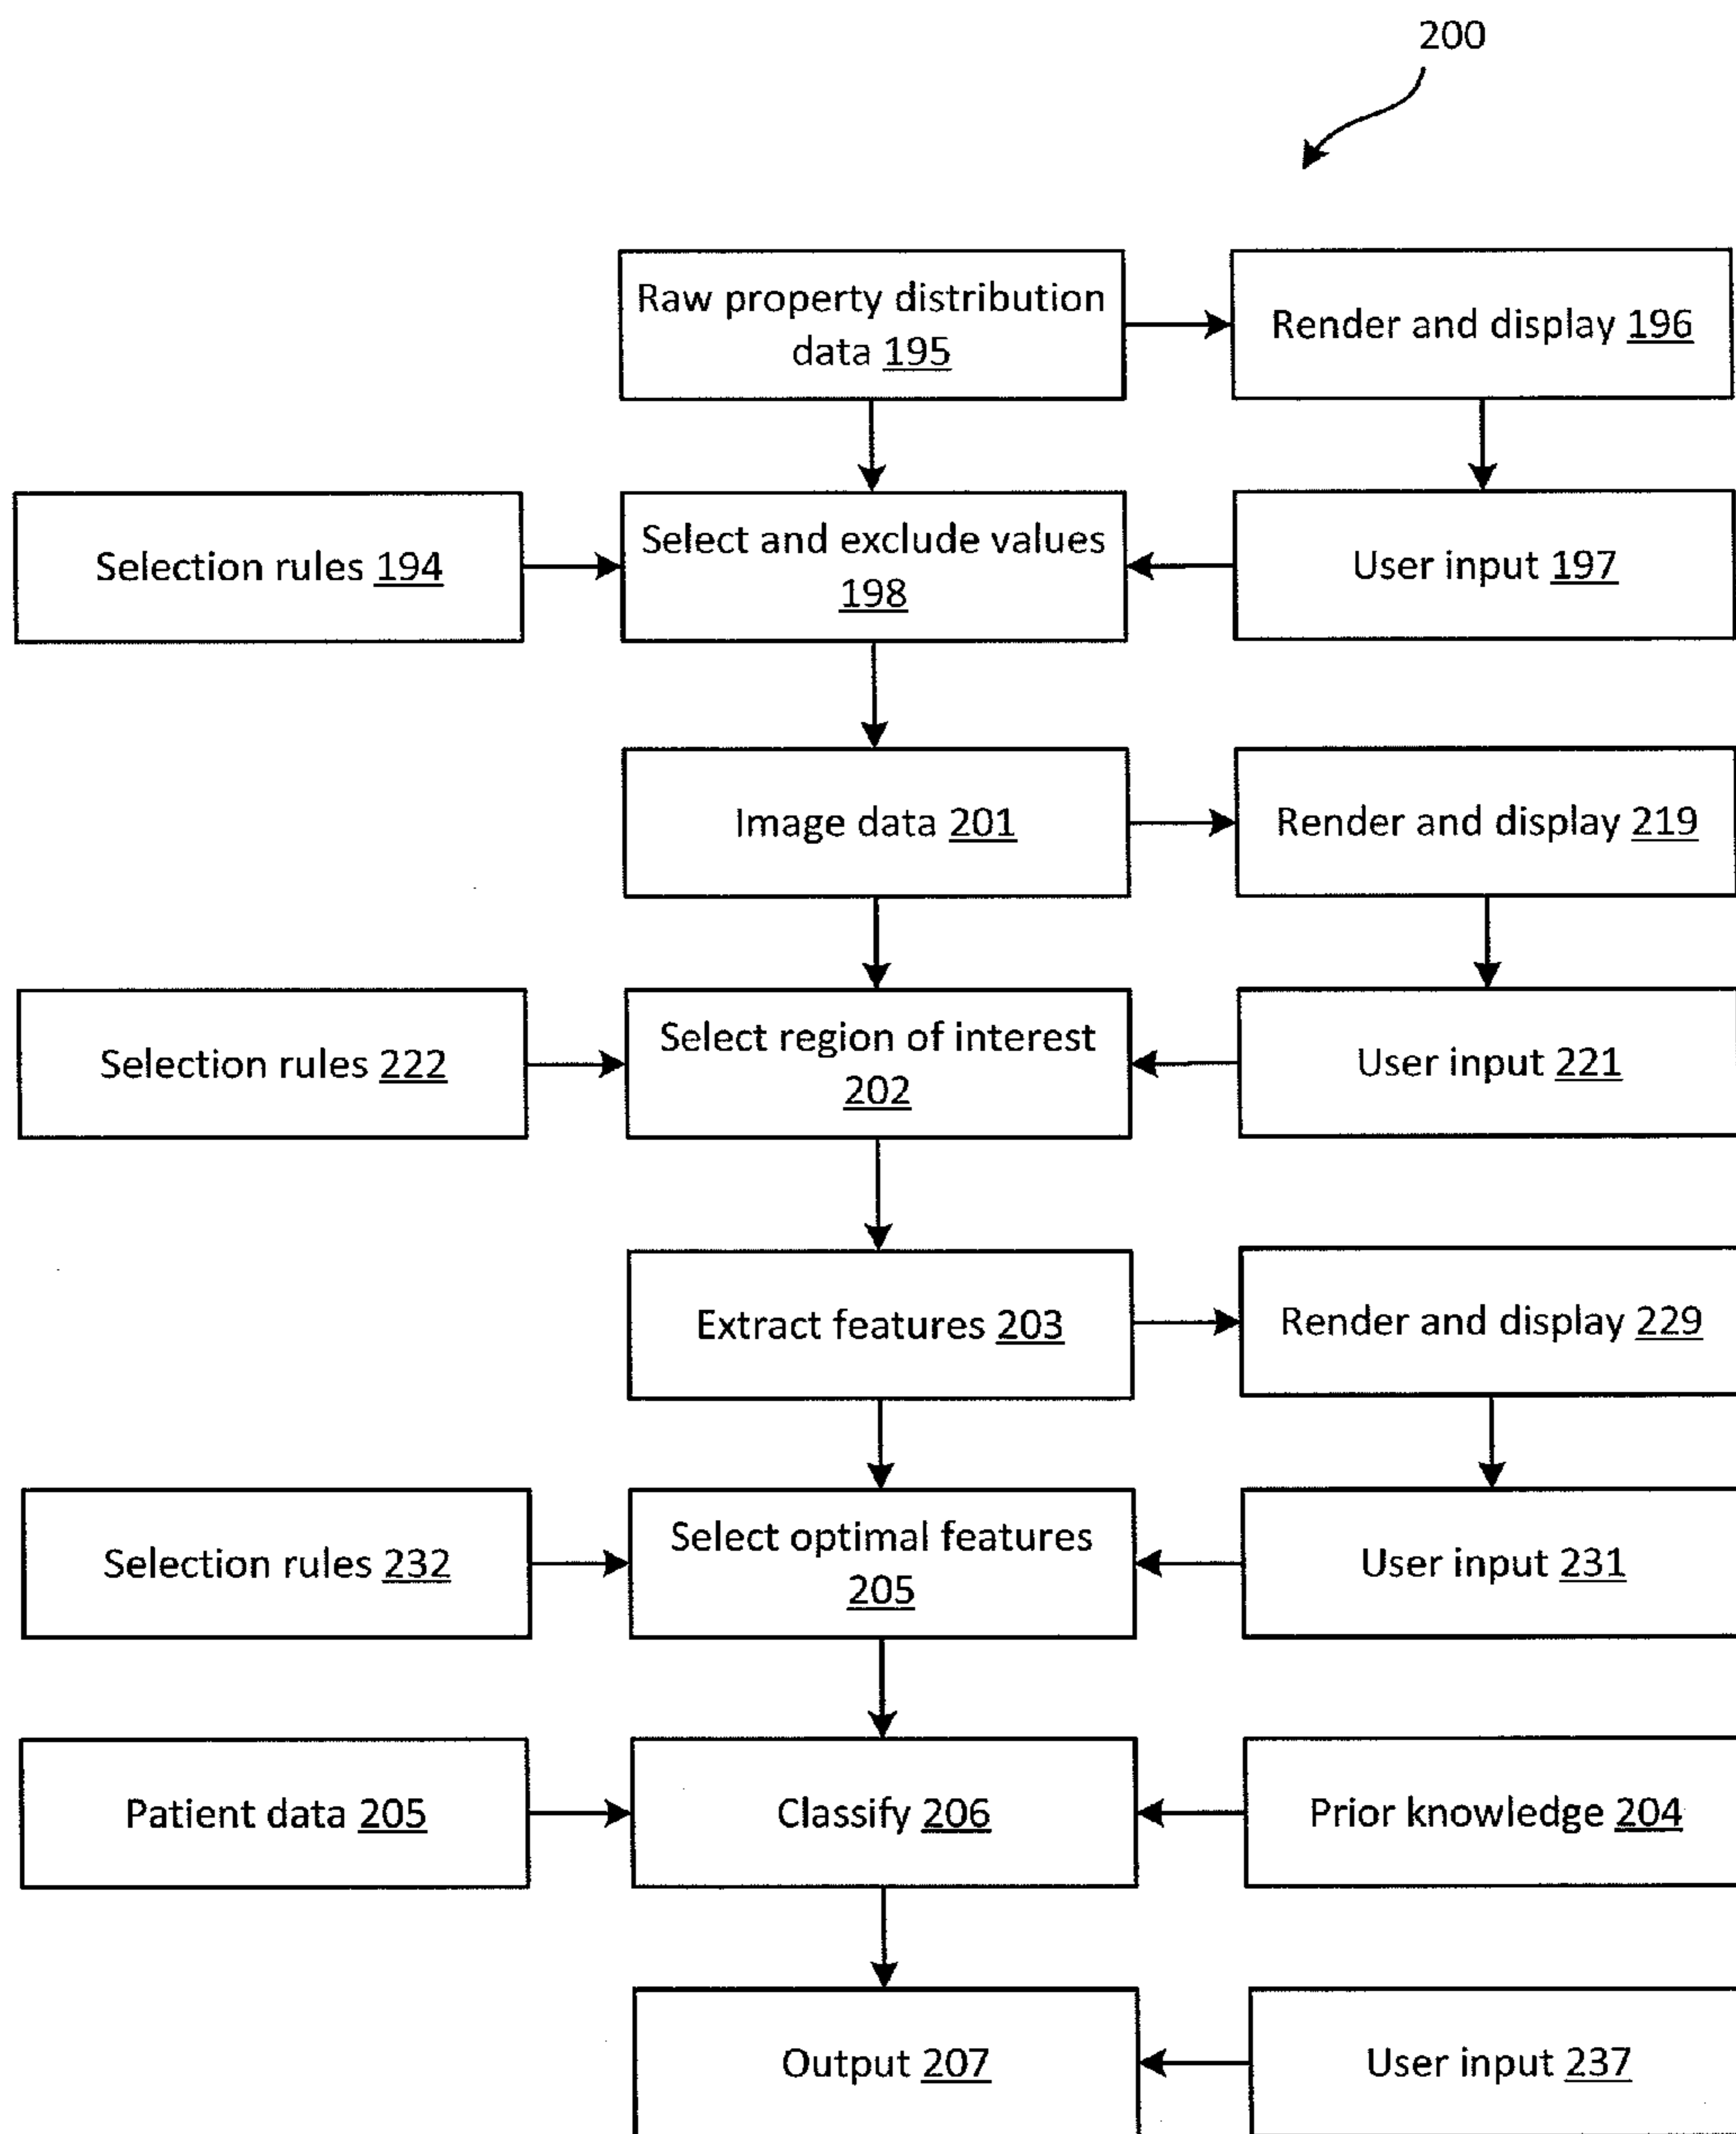 200
Raw property distribution
data 195
Render and display 196
Selection rules 194
Select and exclude values
198
User input 197
Image data 201
Render and display 219
Selection rules 222
Select region of interest
202
User input 221
Extract features 203
Render and display 229
Selection rules 232
Select optimal features
205
User input 231
Patient data 205
Classify 206
Prior knowledge 204
Output 207
User input 237